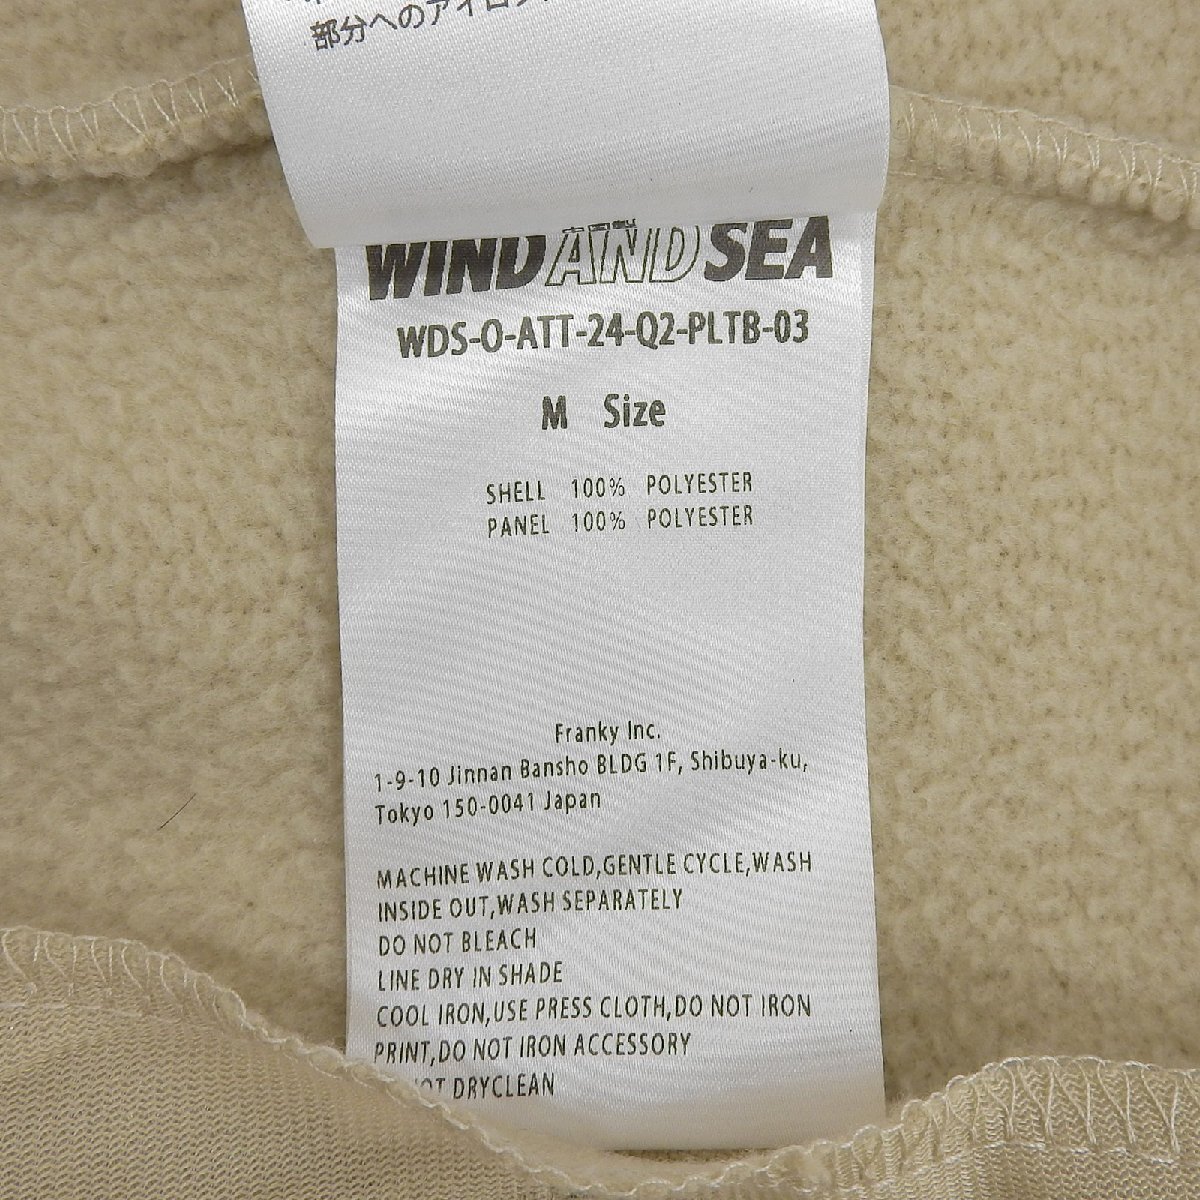 部分へのアイロン
WIND AND SEA
WDS-O-ATT-24-Q2-PLTB-03
M Size
SHELL 100% POLYESTER
PANEL 100% POLYESTER
Franky Inc.
1-9-10 Jinnan Bansho BLDG 1F, Shibuya-ku,
Tokyo 150-0041 Japan
MACHINE WASH COLD,GENTLE CYCLE,WASH
INSIDE OUT,WASH SEPARATELY
DO NOT BLEACH
LINE DRY IN SHADE
COOL IRON,USE PRESS CLOTH,DO NOT IRON
PRINT,DO NOT IRON ACCESSORY
NOT DRYCLEAN